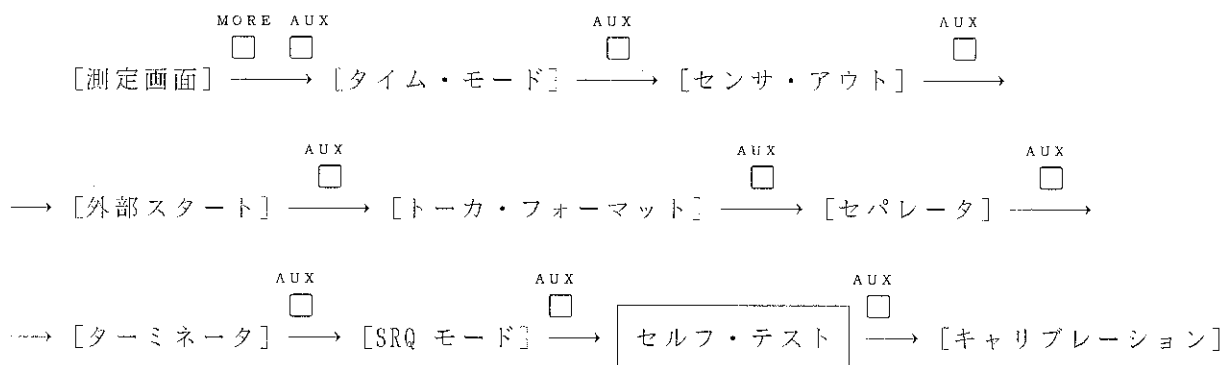 MORE AUX AUX AUX
[測定画面] → [タイム・モード] → [センサ・アウト] →
AUX AUX AUX
→ [外部スタート] → [トーカ・フォーマット] → [セパレータ] →
AUX AUX AUX
→ [ターミネータ] → [SRQ モード] → セルフ・テスト → [キャリブレーション]